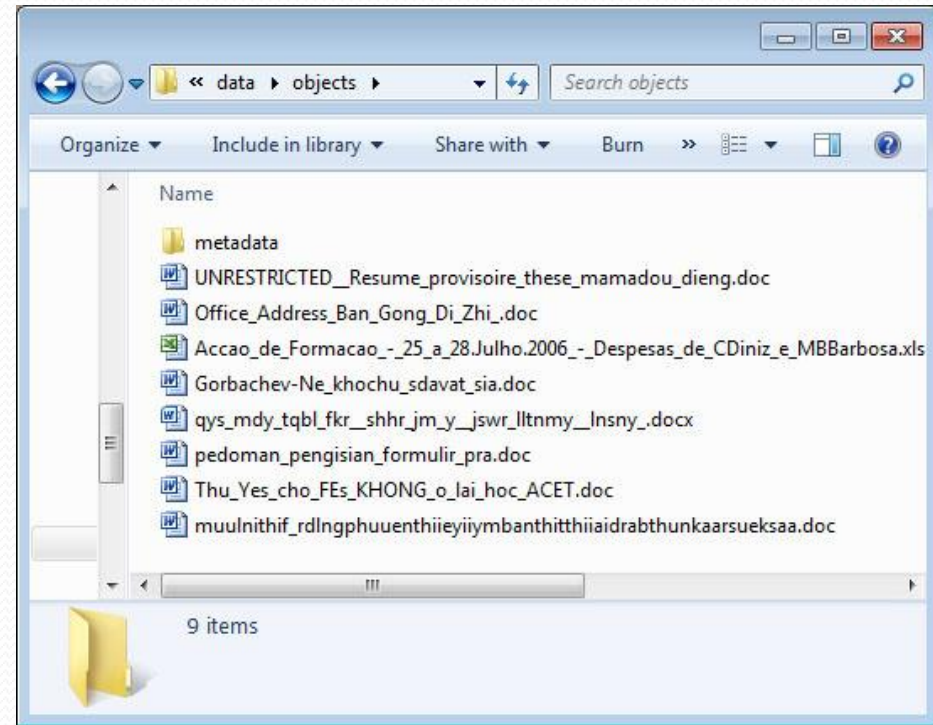 « data ▸ objects ▸ Search objects
Organize Include in library Share with Burn »
Name
metadata
UNRESTRICTED__Resume_provisoire_these_mamadou_dieng.doc
Office_Address_Ban_Gong_Di_Zhi_.doc
Accao_de_Formacao_-_25_a_28.Julho.2006_-_Despesas_de_CDiniz_e_MBBarbosa.xls
Gorbachev-Ne_khochu_sdavat_sia.doc
qys_mdy_tqbl_fkr__shhr_jm_y__jswr_lltnmy__lnsny_.docx
pedoman_pengisian_formulir_pra.doc
Thu_Yes_cho_FEs_KHONG_o_lai_hoc_ACET.doc
muulnithif_rdlngphuuenthiieyiiymbanthitthiiaidrabthunkaarsueksaa.doc
9 items